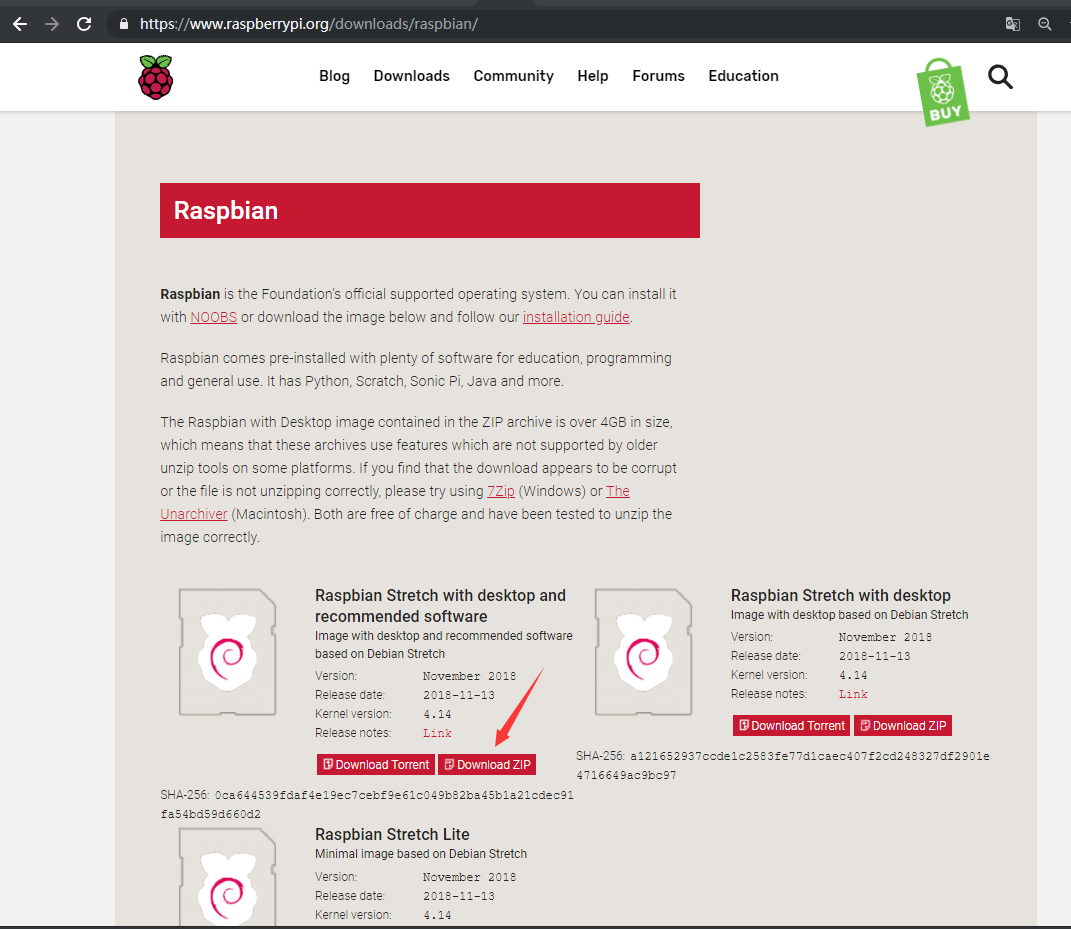 https://www.raspberrypi.org/downloads/raspbian/
Blog Downloads Community Help Forums Education
BUY
Raspbian
Raspbian is the Foundation's official supported operating system. You can install it
with NOOBS or download the image below and follow our installation guide.
Raspbian comes pre-installed with plenty of software for education, programming
and general use. It has Python, Scratch, Sonic Pi, Java and more.
The Raspbian with Desktop image contained in the ZIP archive is over 4GB in size,
which means that these archives use features which are not supported by older
unzip tools on some platforms. If you find that the download appears to be corrupt
or the file is not unzipping correctly, please try using 7Zip (Windows) or The
Unarchiver (Macintosh). Both are free of charge and have been tested to unzip the
image correctly.
Raspbian Stretch with desktop and
recommended software
Image with desktop and recommended software
based on Debian Stretch
Version: November 2018
Release date: 2018-11-13
Kernel version: 4.14
Release notes: Link
Download Torrent Download ZIP
SHA-256: 0ca644539fdaf4e19ec7cebf9e61c049b82ba45b1a21cdec91
fa54bd59d660d2
Raspbian Stretch with desktop
Image with desktop based on Debian Stretch
Version: November 2018
Release date: 2018-11-13
Kernel version: 4.14
Release notes: Link
Download Torrent Download ZIP
SHA-256: a121652937ccde1c2583fe77d1caec407f2cd248327df2901e
4716649ac9bc97
Raspbian Stretch Lite
Minimal image based on Debian Stretch
Version: November 2018
Release date: 2018-11-13
Kernel version: 4.14